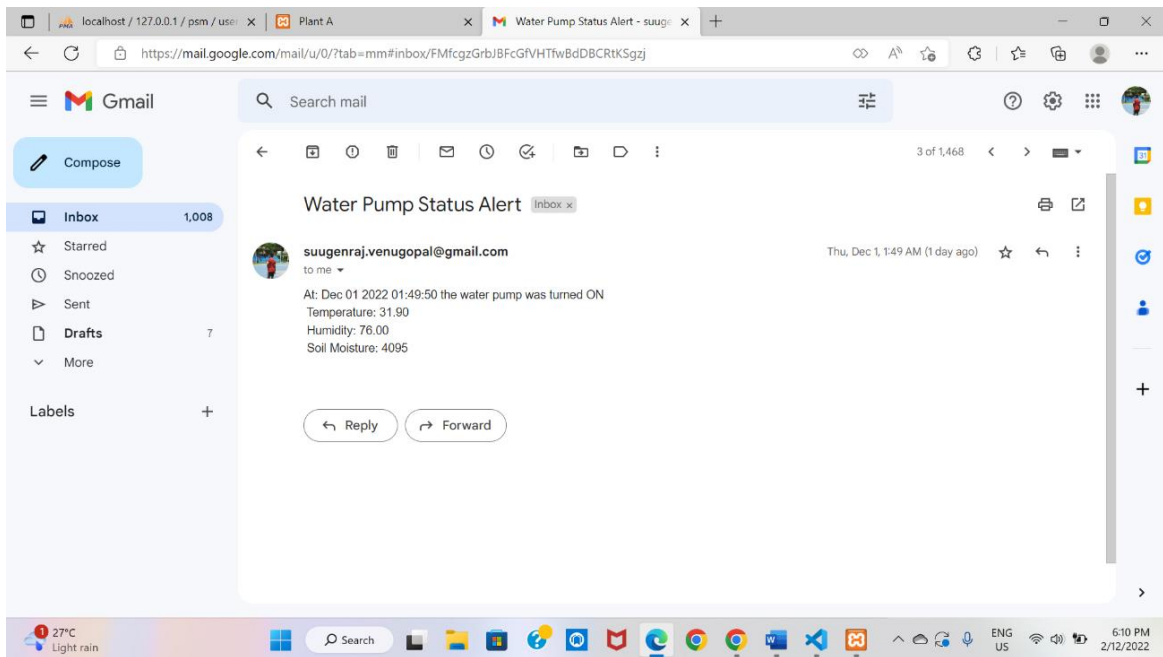 localhost / 127.0.0.1 / psm / use
Plant A
Water Pump Status Alert - suuge
https://mail.google.com/mail/u/0/?tab=mm#inbox/FMfcgzGrbJBFcGfVHTfwBdDBCRtKSgzj
Gmail
Search mail
Compose
3 of 1,468
Inbox 1,008
Starred
Snoozed
Sent
Drafts 7
More
Labels
Water Pump Status Alert Inbox x
suugenraj.venugopal@gmail.com
Thu, Dec 1, 1:49 AM (1 day ago)
to me
At: Dec 01 2022 01:49:50 the water pump was turned ON
Temperature: 31.90
Humidity: 76.00
Soil Moisture: 4095
Reply
Forward
31
1
27°C
Light rain
Search
ENG
US
6:10 PM
2/12/2022